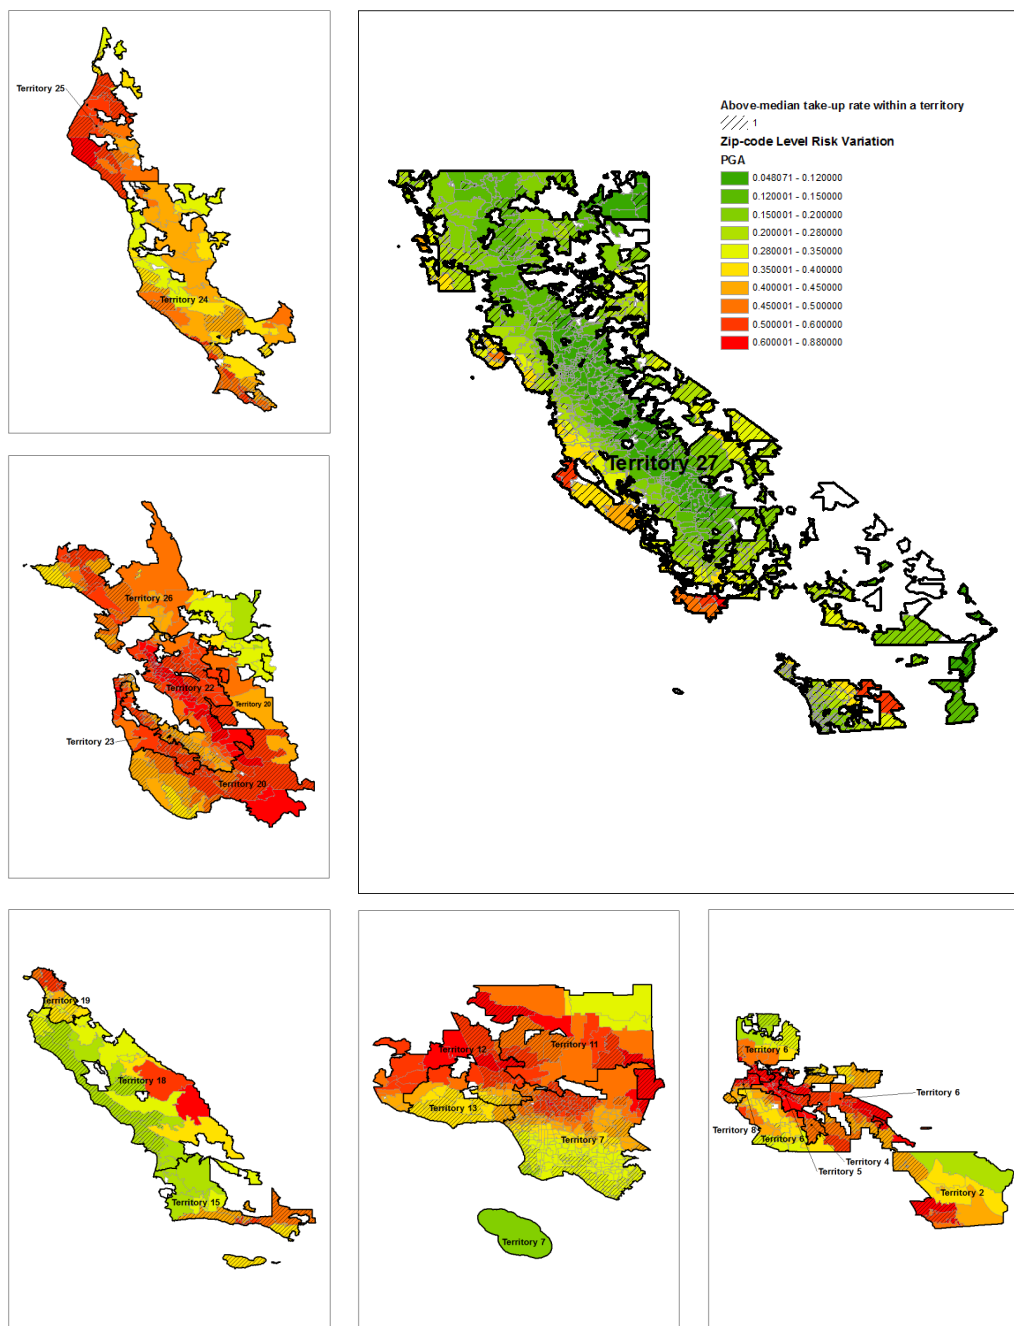 Territory 25
Territory 24
Above-median take-up rate within a territory
1
Zip-code Level Risk Variation
PGA
0.048071 - 0.120000
0.120001 - 0.150000
0.150001 - 0.200000
0.200001 - 0.280000
0.280001 - 0.350000
0.350001 - 0.400000
0.400001 - 0.450000
0.450001 - 0.500000
0.500001 - 0.600000
0.600001 - 0.880000
Territory 27
Territory 26
Territory 22
Territory 20
Territory 23
Territory 20
Territory 19
Territory 18
Territory 15
Territory 12
Territory 11
Territory 13
Territory 7
Territory 7
Territory 6
Territory 6
Territory 8
Territory 6
Territory 4
Territory 5
Territory 2